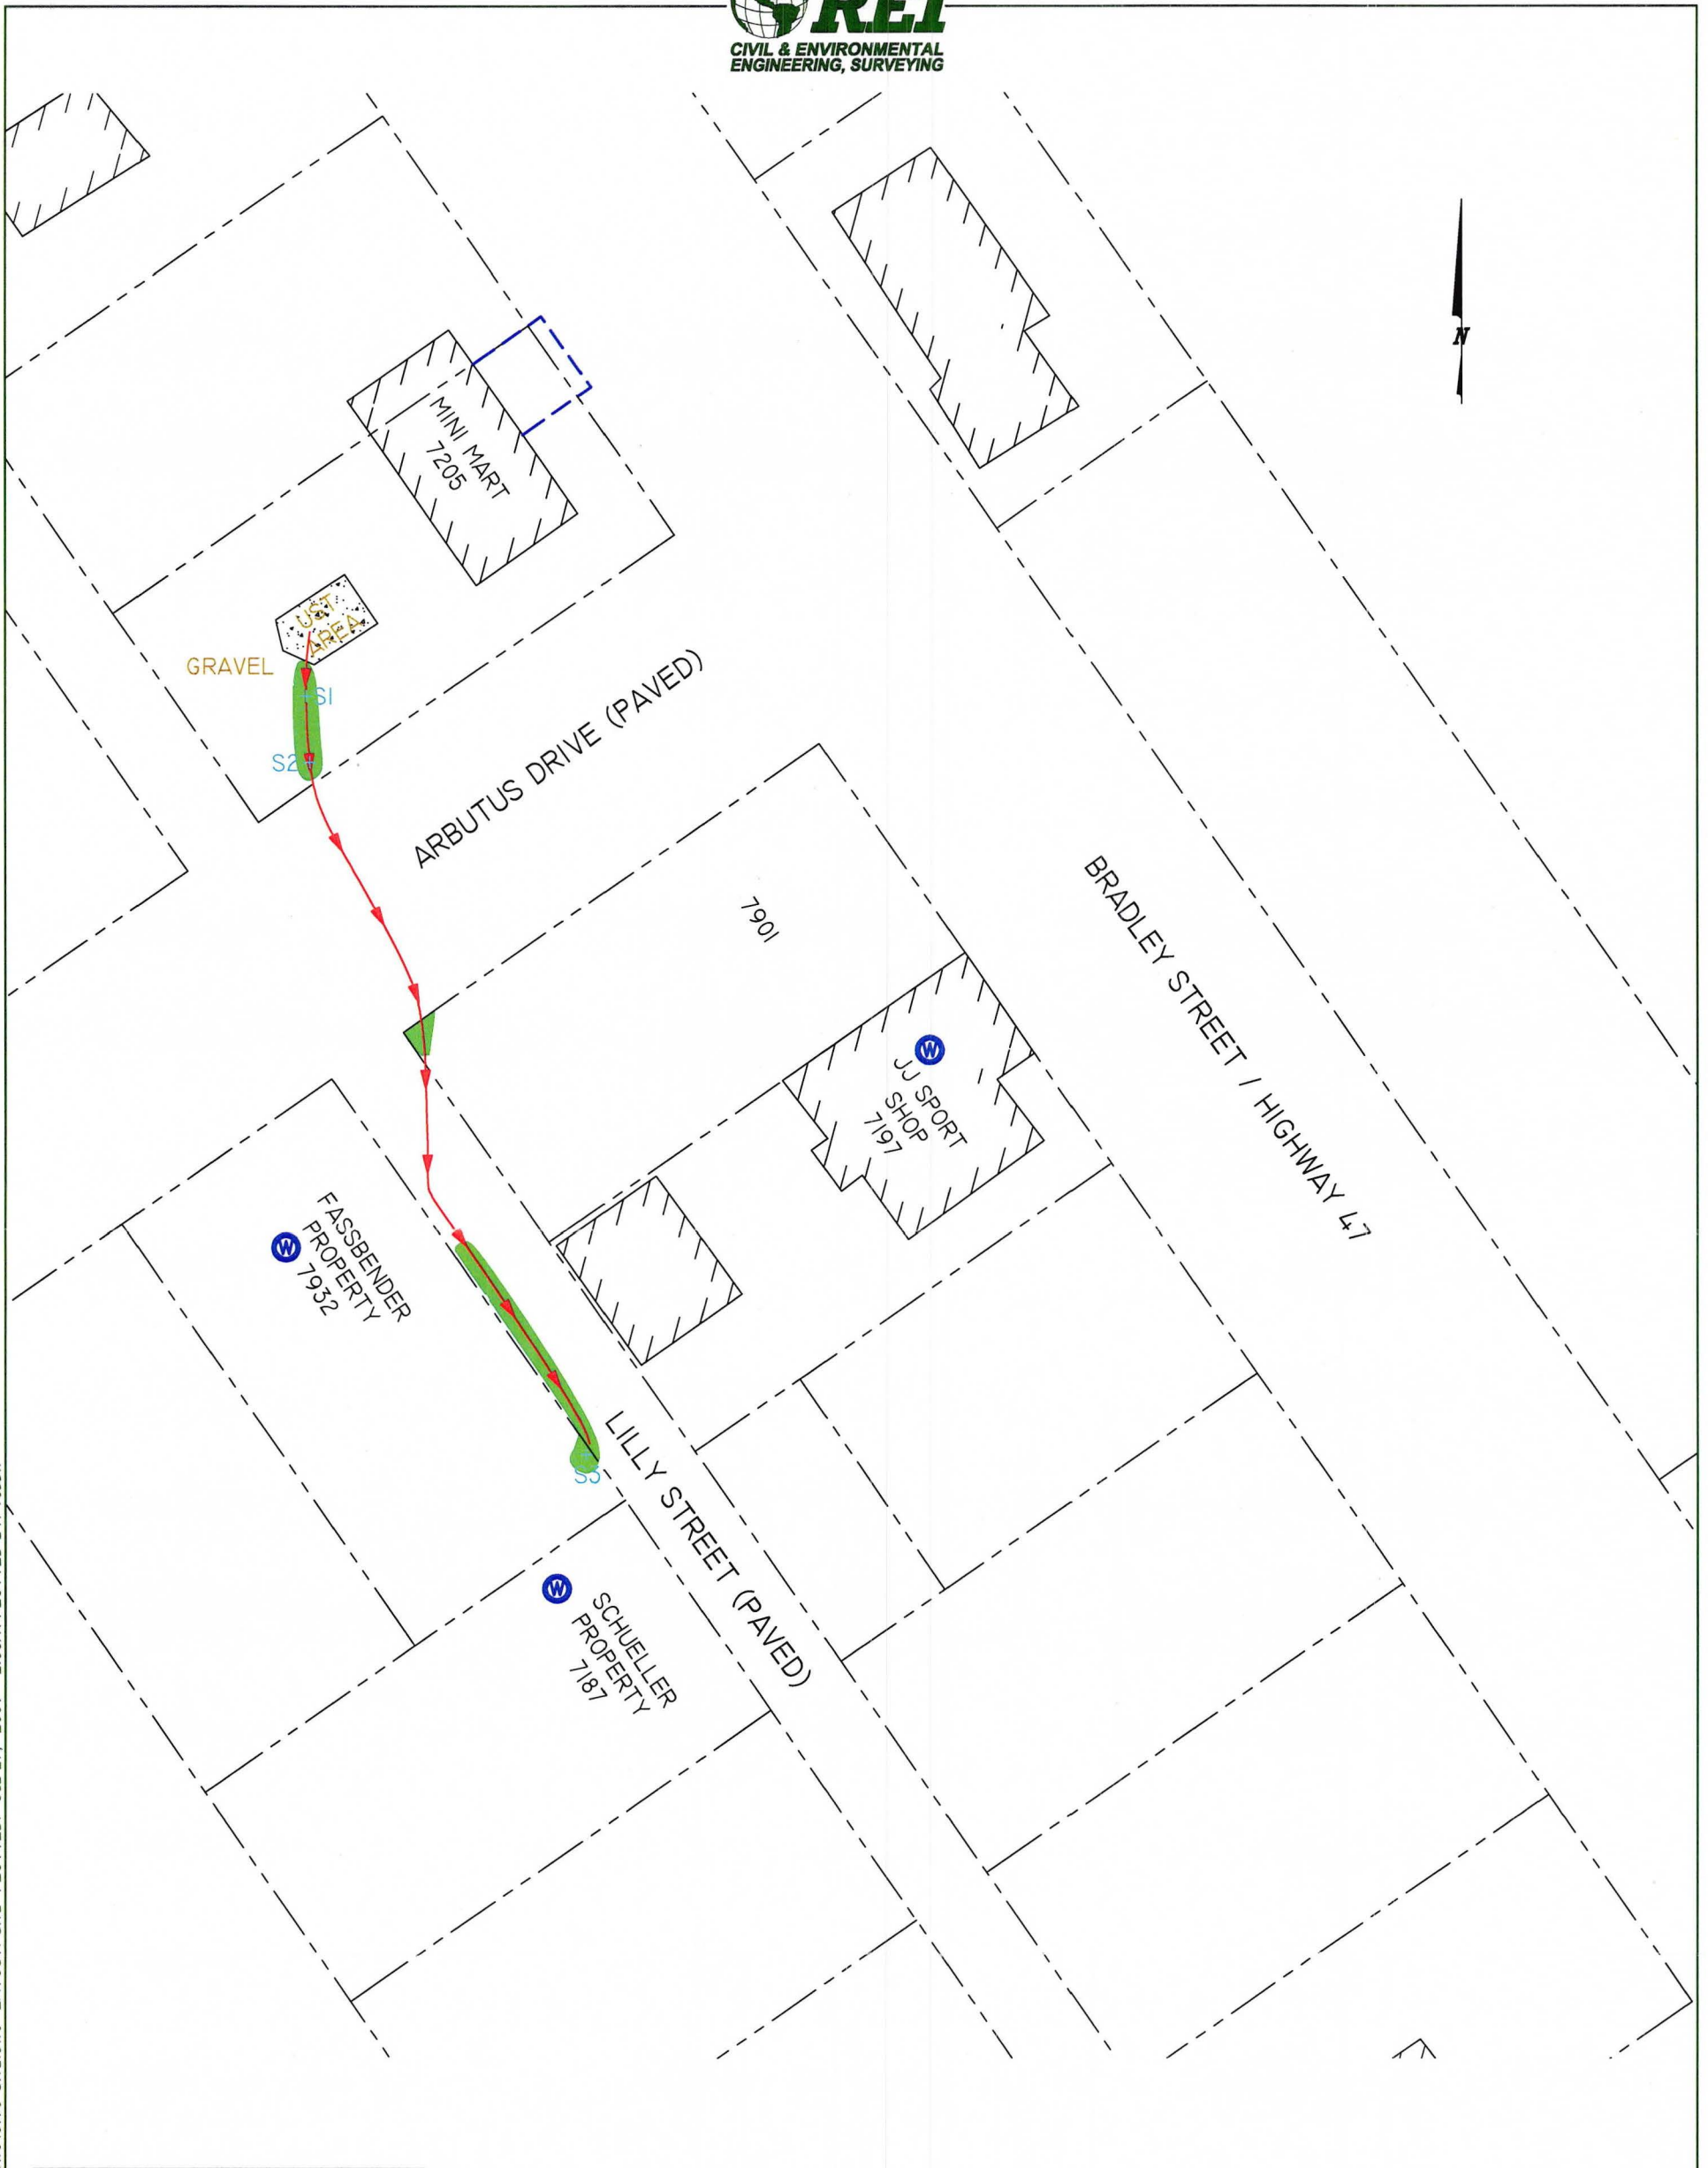 REI
CIVIL & ENVIRONMENTAL
ENGINEERING, SURVEYING
N
MINI MART
7205
UST
AREA
GRAVEL
S1
S2
ARBUTUS DRIVE (PAVED)
7901
BRADLEY STREET / HIGHWAY 47
W
JJ SPORT
SHOP
7197
W
FASSBENDER
PROPERTY
7932
S3
LILLY STREET (PAVED)
W
SCHUELLER
PROPERTY
7187